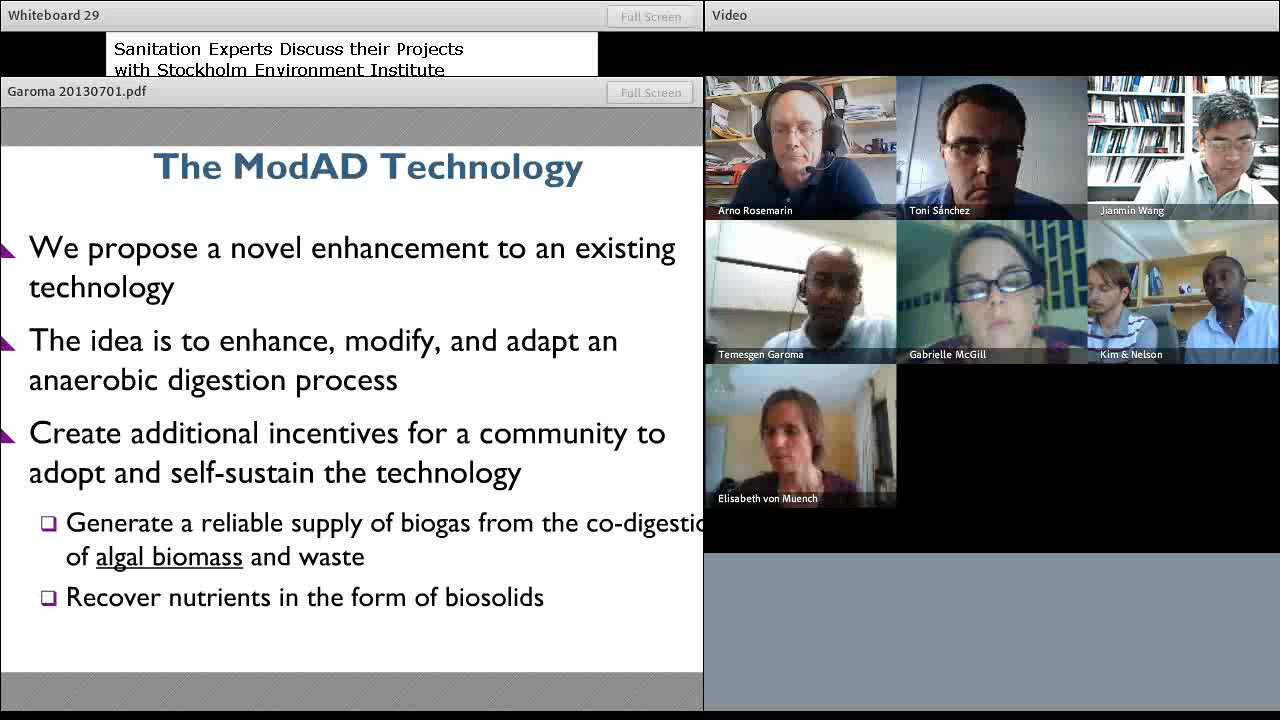 Whiteboard 29
Full Screen
Video
Sanitation Experts Discuss their Projects
with Stockholm Environment Institute
Garoma 20130701.pdf
Full Screen
The ModAD Technology
We propose a novel enhancement to an existing
technology
The idea is to enhance, modify, and adapt an
anaerobic digestion process
Create additional incentives for a community to
adopt and self-sustain the technology
Generate a reliable supply of biogas from the co-digestic
of algal biomass and waste
Recover nutrients in the form of biosolids
Arno Rosemarin
Toni Sánchez
Jianmin Wang
Temesgen Garoma
Gabrielle McGill
Kim & Nelson
Elisabeth von Muench